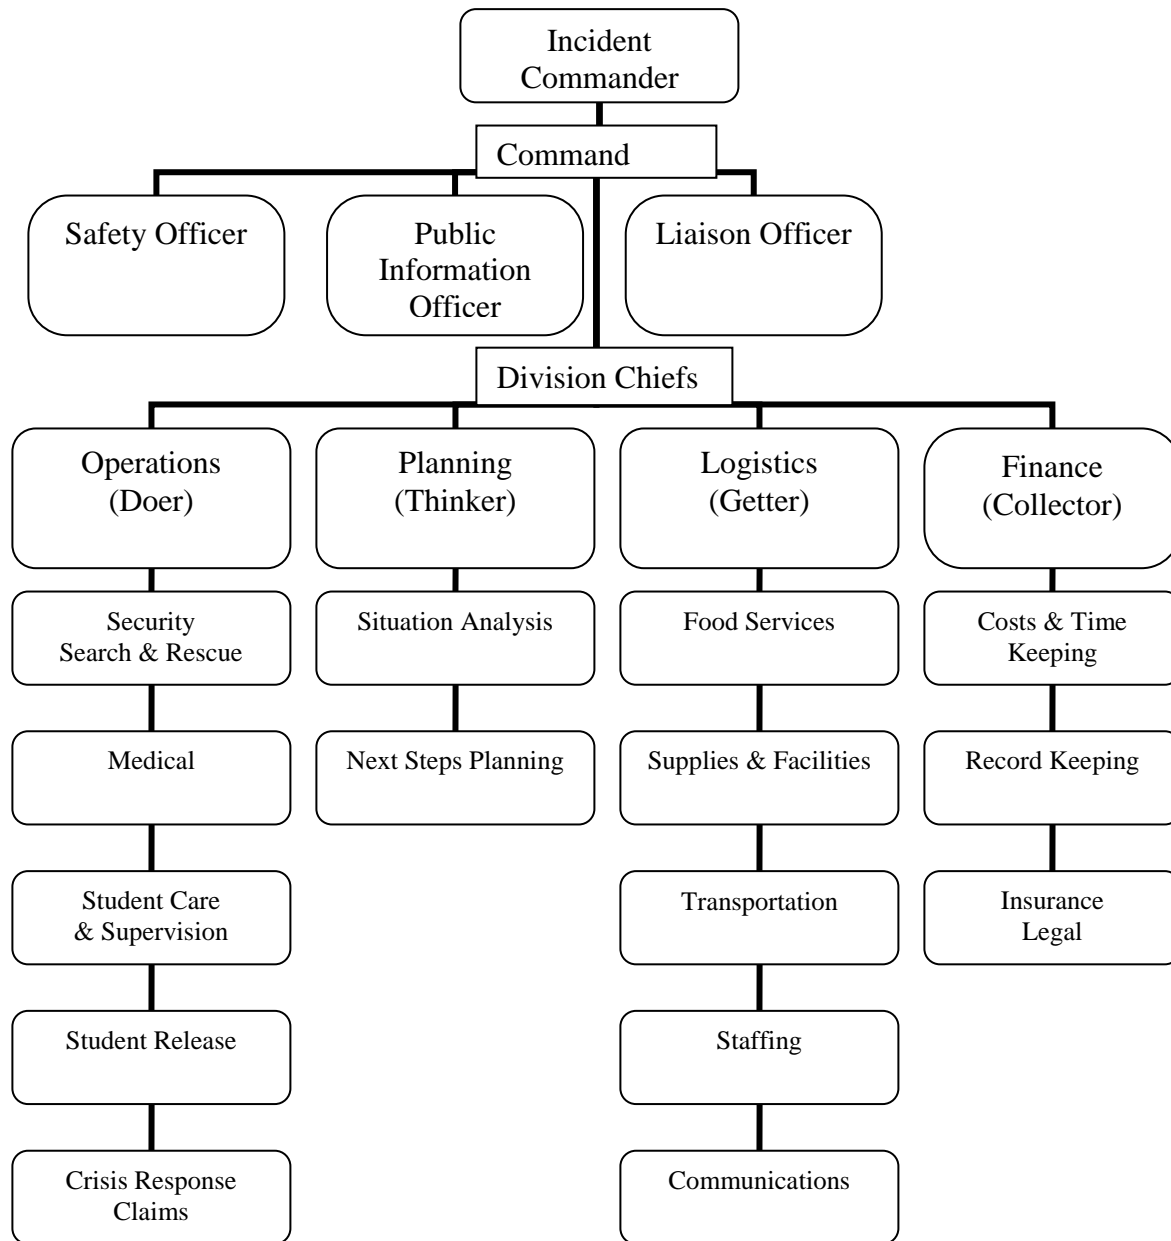 Incident
Commander
Command
Safety Officer
Public
Information
Officer
Liaison Officer
Division Chiefs
Operations
(Doer)
Planning
(Thinker)
Logistics
(Getter)
Finance
(Collector)
Security
Search & Rescue
Situation Analysis
Food Services
Costs & Time
Keeping
Medical
Next Steps Planning
Supplies & Facilities
Record Keeping
Student Care
& Supervision
Transportation
Insurance
Legal
Student Release
Staffing
Crisis Response
Claims
Communications